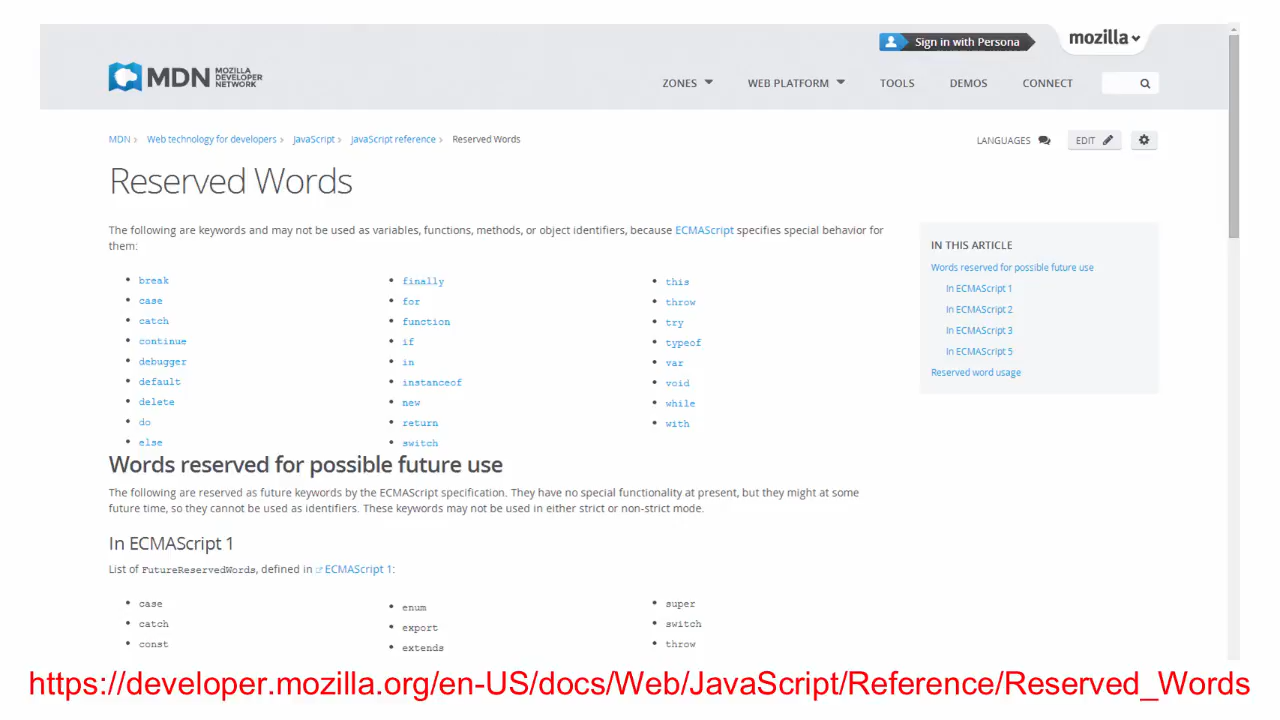 Sign in with Persona
mozilla
MDN MOZILLA DEVELOPER NETWORK
ZONES WEB PLATFORM TOOLS DEMOS CONNECT
MDN › Web technology for developers › JavaScript › JavaScript reference › Reserved Words
LANGUAGES EDIT
Reserved Words
The following are keywords and may not be used as variables, functions, methods, or object identifiers, because ECMAScript specifies special behavior for
them:
• break
• case
• catch
• continue
• debugger
• default
• delete
• do
• else
• finally
• for
• function
• if
• in
• instanceof
• new
• return
• switch
• this
• throw
• try
• typeof
• var
• void
• while
• with
IN THIS ARTICLE
Words reserved for possible future use
In ECMAScript 1
In ECMAScript 2
In ECMAScript 3
In ECMAScript 5
Reserved word usage
Words reserved for possible future use
The following are reserved as future keywords by the ECMAScript specification. They have no special functionality at present, but they might at some
future time, so they cannot be used as identifiers. These keywords may not be used in either strict or non-strict mode.
In ECMAScript 1
List of FutureReservedWords, defined in ECMAScript 1:
• case
• catch
• const
• enum
• export
• extends
• super
• switch
• throw
https://developer.mozilla.org/en-US/docs/Web/JavaScript/Reference/Reserved_Words